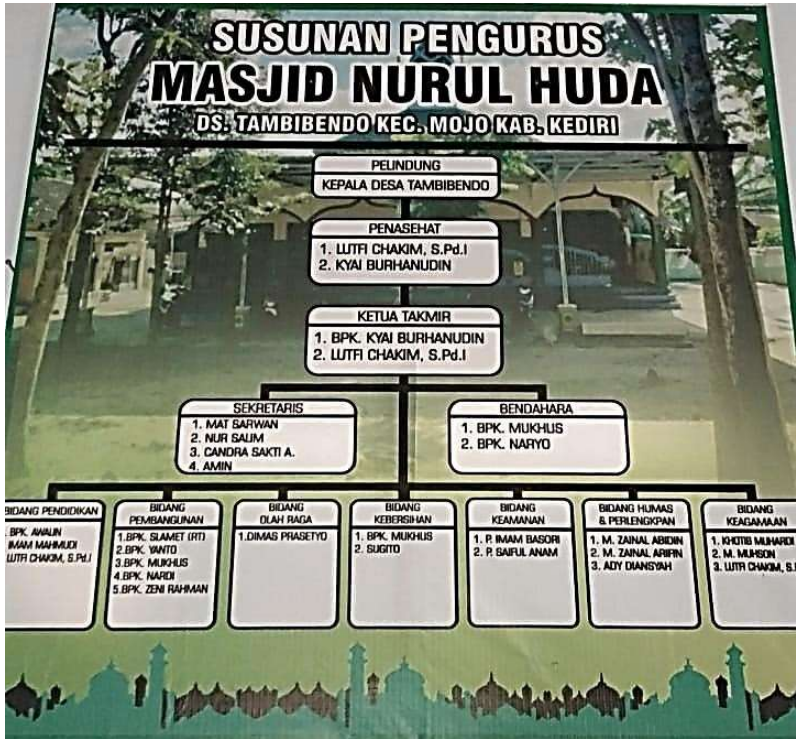 SUSUNAN PENGURUS
MASJID NURUL HUDA
DS. TAMBIBENDO KEC. MOJO KAB. KEDIRI
PELINDUNG
KEPALA DESA TAMBIBENDO
PENASEHAT
1. LUTFI CHAKIM, S.Pd.I
2. KYAI BURHANUDIN
KETUA TAKMIR
1. BPK. KYAI BURHANUDIN
2. LUTFI CHAKIM, S.Pd.I
SEKRETARIS
1. MAT SARWAN
2. NUR SALIM
3. CANDRA SAKTI A.
4. AMIN
BENDAHARA
1. BPK. MUKHUS
2. BPK. NARYO
BIDANG PENDIDIKAN
BPK. AWALIN
IMAM MAHMUDI
LUTFI CHAKIM, S.Pd.I
BIDANG
PEMBANGUNAN
1.BPK. SLAMET (RT)
2.BPK. YANTO
3.BPK. MUKHUS
4.BPK. NARDI
5.BPK. ZENI RAHMAN
BIDANG
OLAH RAGA
1.DIMAS PRASETYO
BIDANG
KEBERSIHAN
1. BPK. MUKHUS
2. SUGITO
BIDANG
KEAMANAN
1. P. IMAM BASORI
2. P. SAIFUL ANAM
BIDANG HUMAS
& PERLENGKPAN
1. M. ZAINAL ABIDIN
2. M. ZAINAL ARIFIN
3. ADY DIANSYAH
BIDANG
KEAGAMAAN
1. KHOTIB MUHARDI
2. M. MUHSON
3. LUTFI CHAKIM,